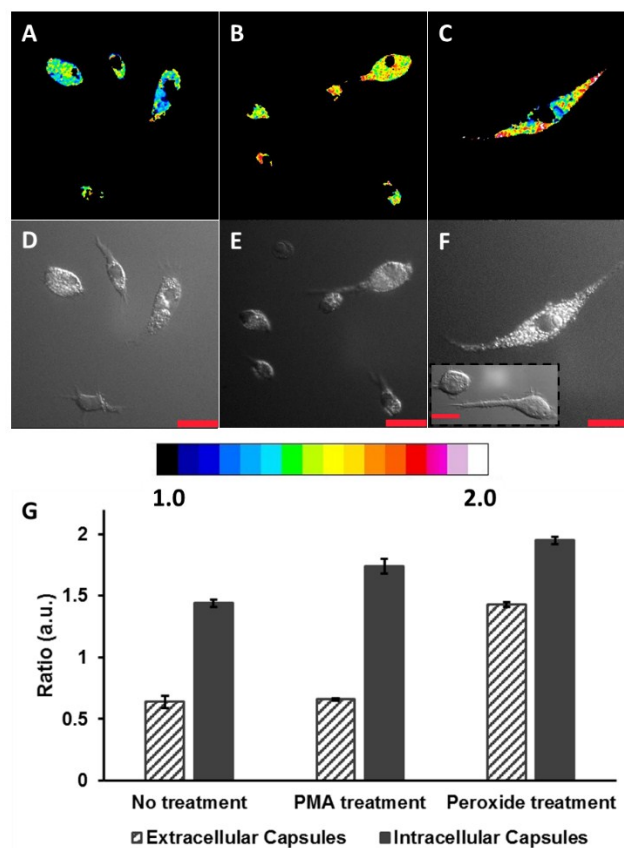 A B C
D E F
1.0 2.0
G
2
1.5
1
0.5
0
Ratio (a.u.)
No treatment PMA treatment Peroxide treatment
Extracellular Capsules Intracellular Capsules